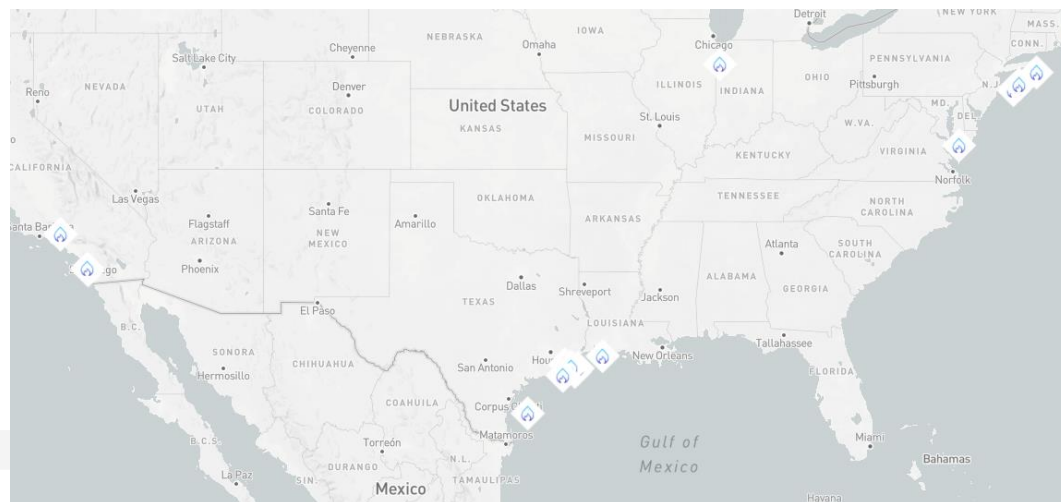 Detroit
(NEW YORK
MASS.
IOWA
NEBRASKA
Chicago
CONN.
Cheyenne
Omaha
Salt Lake City
PENNSYLVANIA
NEVADA
Reno
Denver
ILLINOIS
INDIANA
OHIO
Pittsburgh
N.J.
UTAH
COLORADO
United States
MD.
DEL.
St. Louis
W.VA.
KANSAS
MISSOURI
KENTUCKY
VIRGINIA
CALIFORNIA
Norfolk
Las Vegas
TENNESSEE
Santa Fe
OKLAHOMA
NORTH
CAROLINA
Flagstaff
Amarillo
ARKANSAS
ARIZONA
NEW
MEXICO
Atlanta
SOUTH
CAROLINA
Phoenix
ALABAMA
GEORGIA
Dallas
Shreveport
Jackson
TEXAS
El Paso
B.C.
LOUISIANA
Tallahassee
SONORA
CHIHUAHUA
San Antonio
New Orleans
Hermosillo
FLORIDA
COAHUILA
Corpus
Matamoros
Gulf of
Mexico
Miami
B.C.S.
Torreón
N.L.
Bahamas
DURANGO
La Paz
TAMAULIPAS
Mexico
Havana